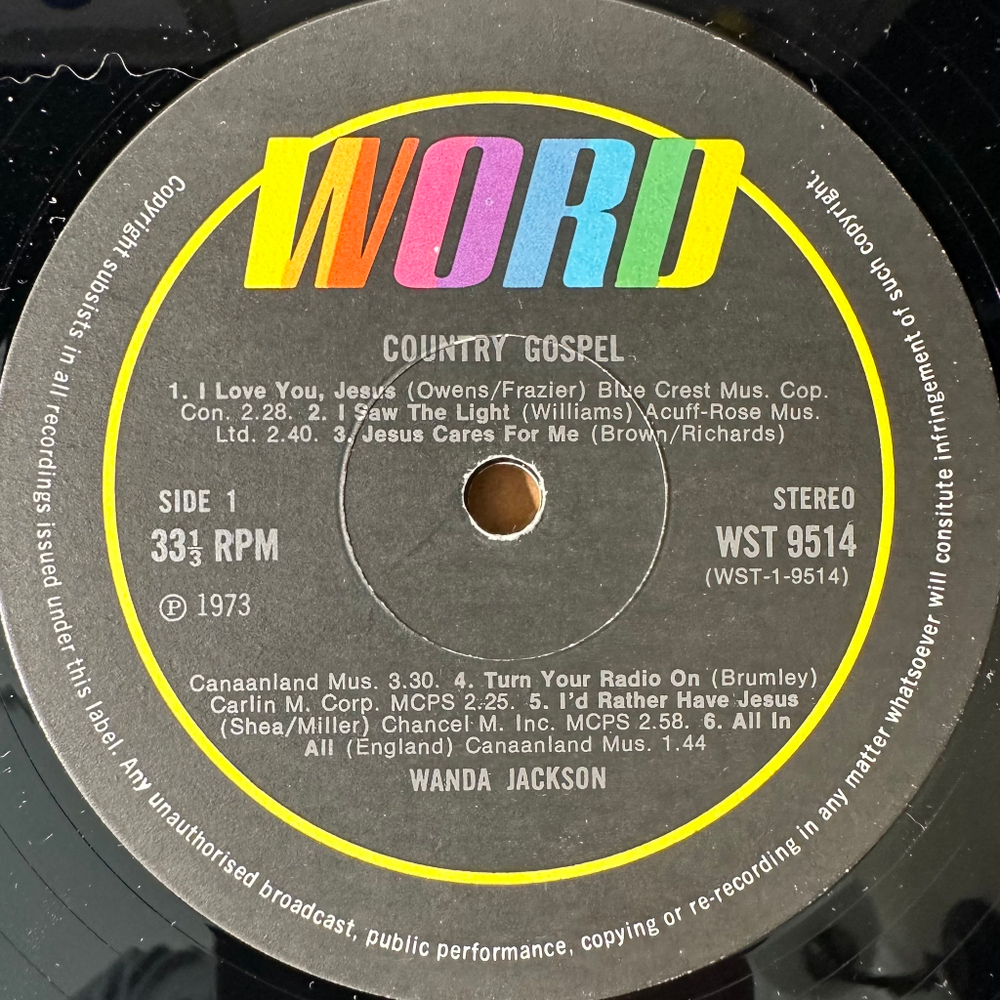 WORD
COUNTRY GOSPEL
1. I Love You, Jesus (Owens/Frazier) Blue Crest Mus. Cop.
Con. 2.28. 2. I Saw The Light (Williams) Acuff-Rose Mus.
Ltd. 2.40. 3. Jesus Cares For Me (Brown/Richards)
SIDE 1
33⅓ RPM
Ⓟ 1973
STEREO
WST 9514
(WST-1-9514)
Canaanland Mus. 3.30. 4. Turn Your Radio On (Brumley)
Carlin M. Corp. MCPS 2.25. 5. I'd Rather Have Jesus
(Shea/Miller) Chancel M. Inc. MCPS 2.58. 6. All In
All (England) Canaanland Mus. 1.44
WANDA JACKSON
Copyright subsists in all recordings issued under this label. Any unauthorised broadcast, public performance, copying or re-recording in any matter whatsoever will consitute infringement of such copyright.